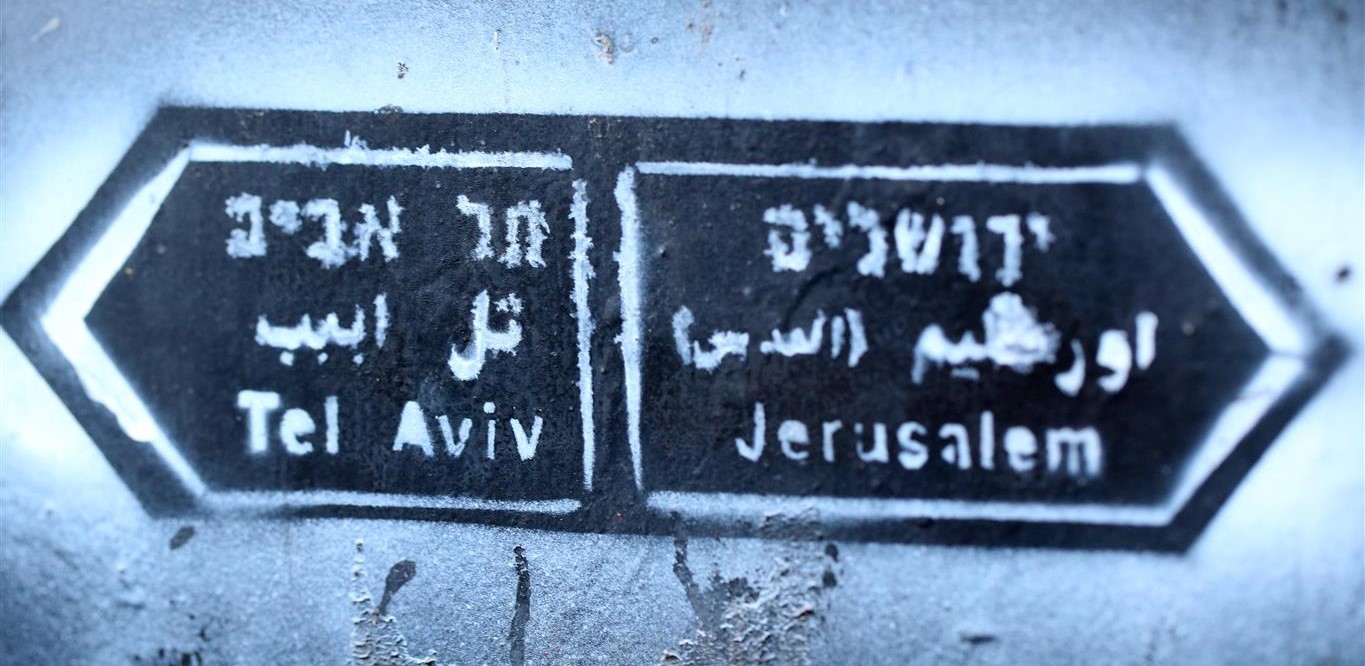 תל אביב
تل ابيب
Tel Aviv
ירושלים
اورشليم (القدس)
Jerusalem